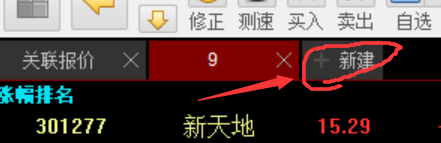 修正 测速 买入 卖出 自选
关联报价 × 9 × + 新建
涨幅排名
301277 新天地 15.29